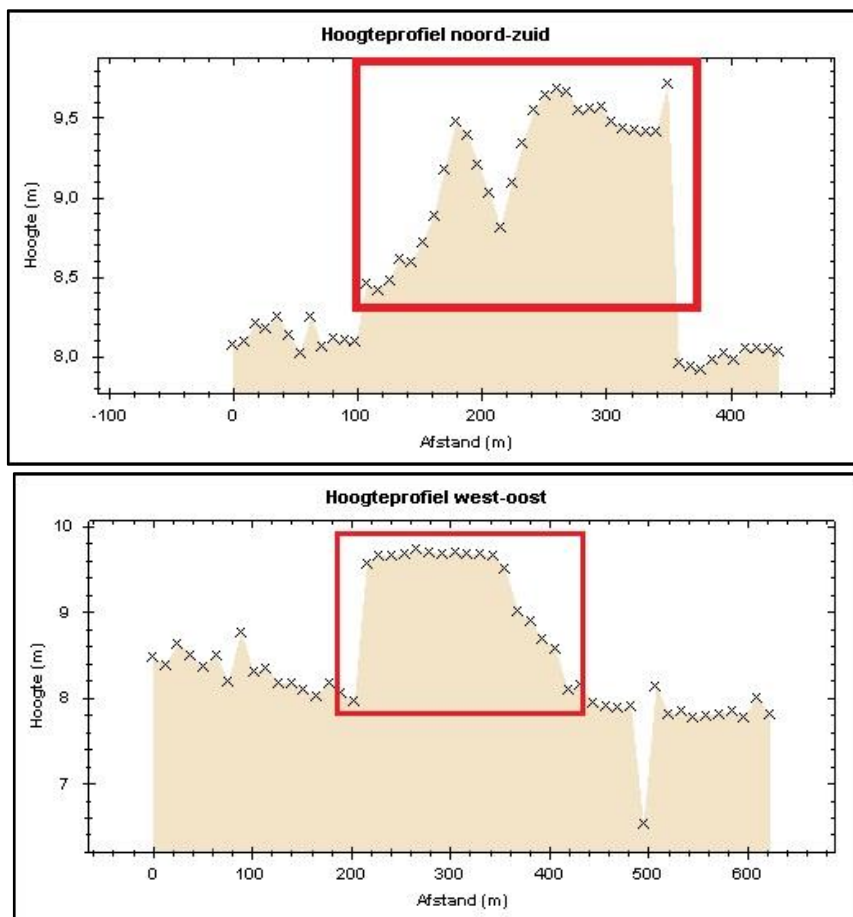 Hoogteprofiel noord-zuid
9,5
9,0
8,5
8,0
Hoogte (m)
-100 0 100 200 300 400
Afstand (m)
Hoogteprofiel west-oost
10
9
8
7
Hoogte (m)
0 100 200 300 400 500 600
Afstand (m)